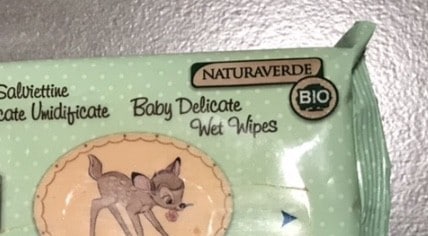 NATURAVERDE
BIO
Salviettine
cate Umidificate
Baby Delicate
Wet Wipes